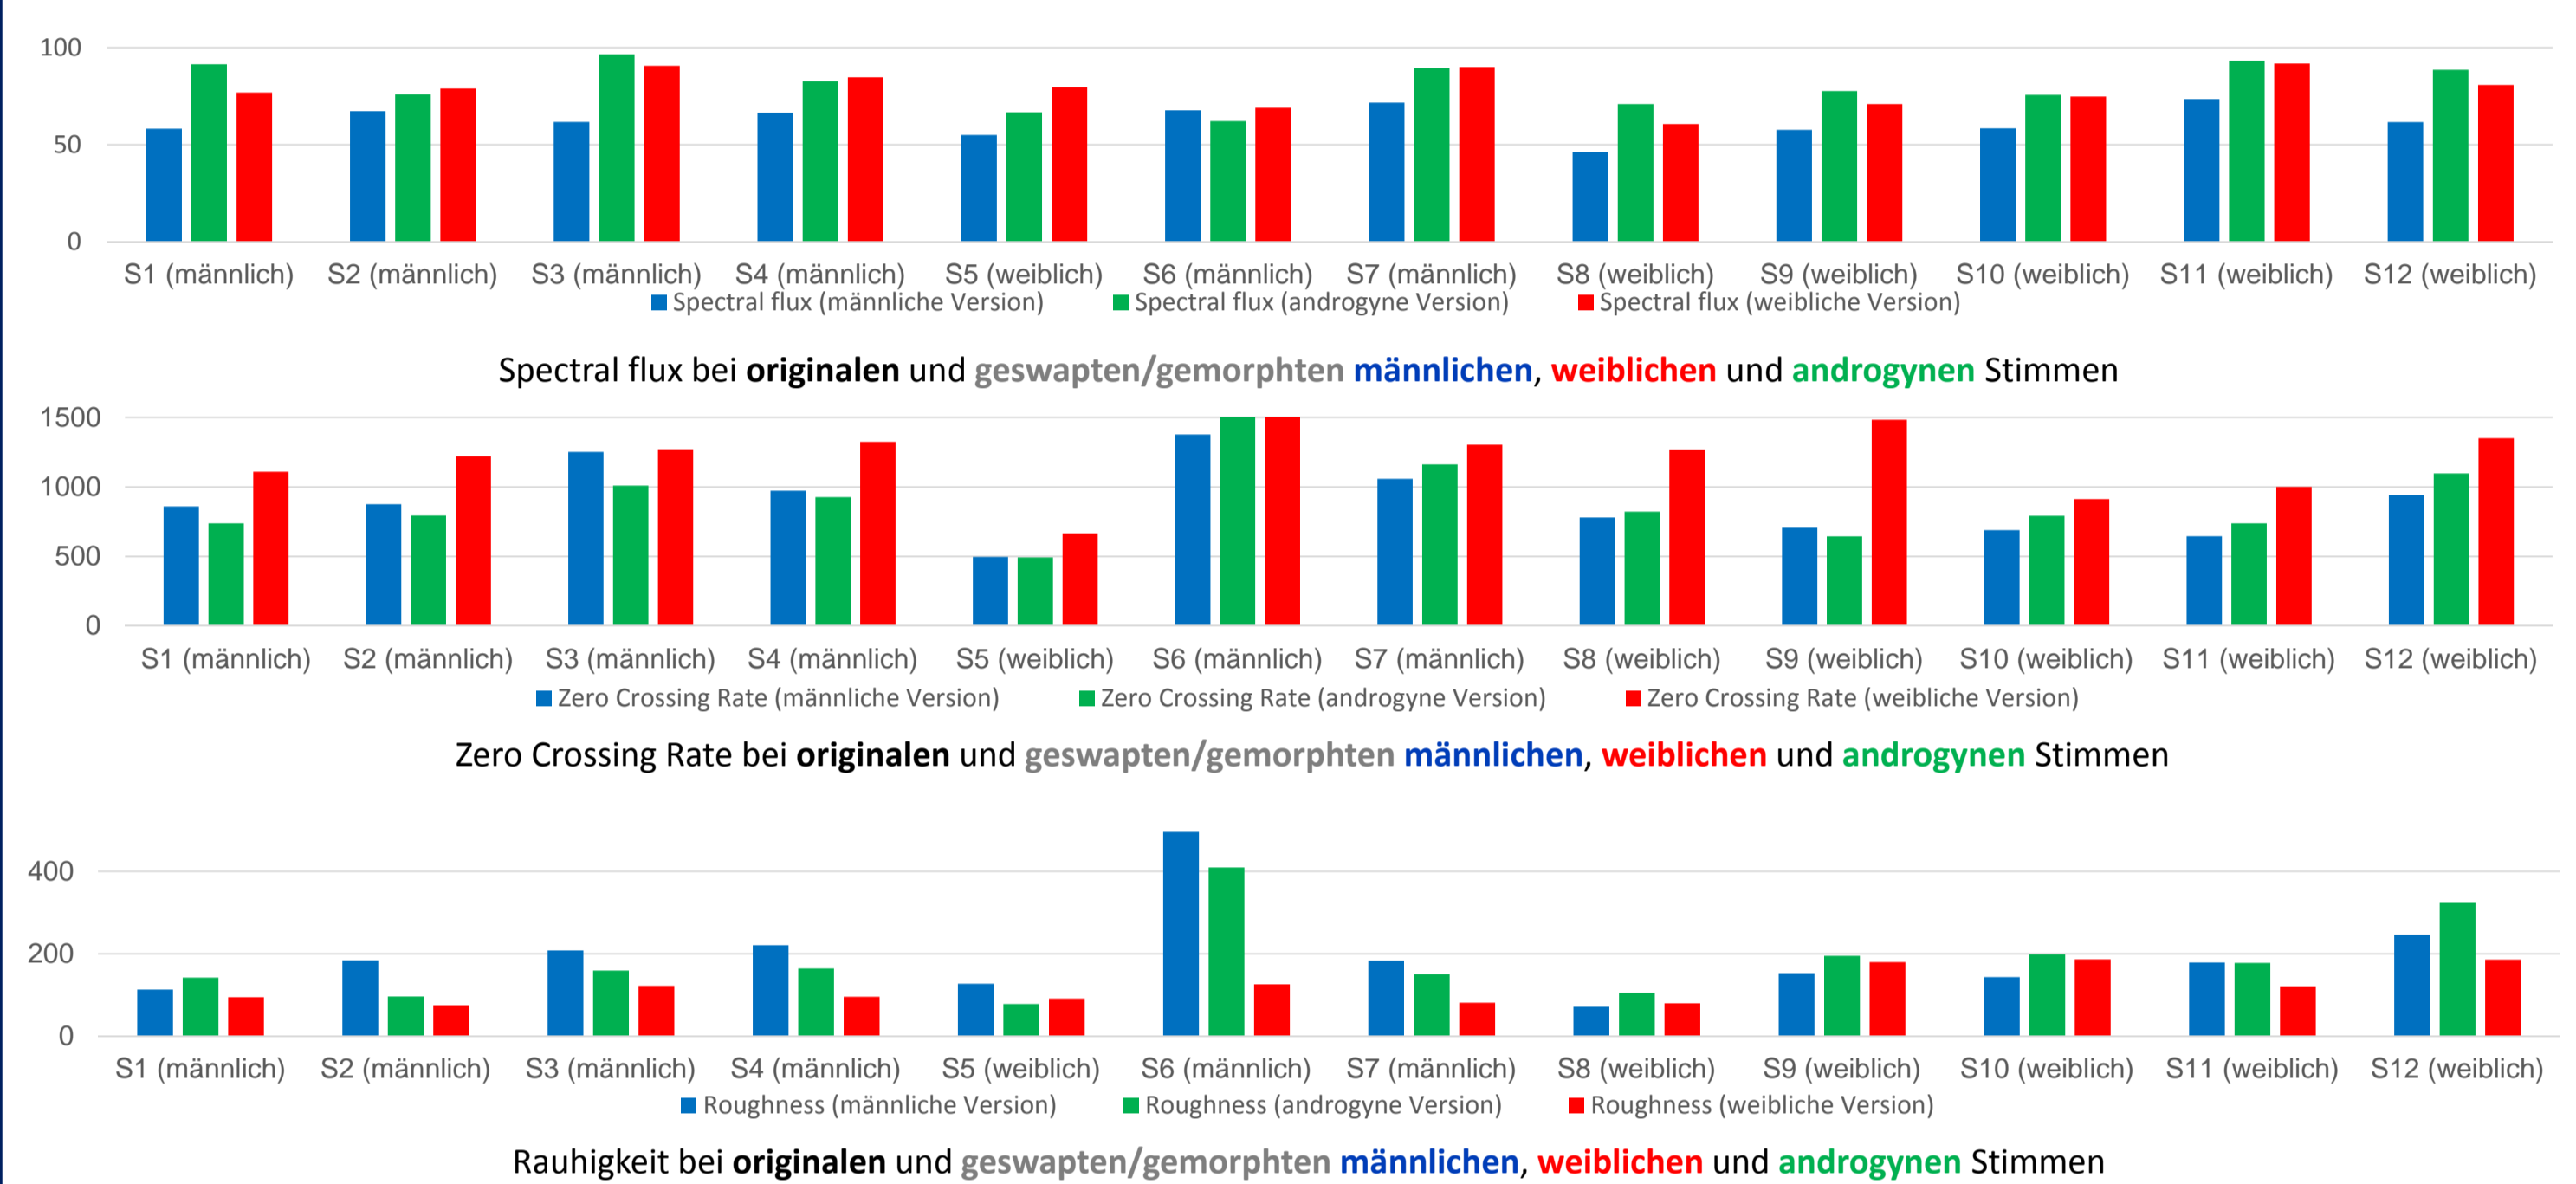 100
50
0
S1 (männlich) S2 (männlich) S3 (männlich) S4 (männlich) S5 (weiblich) S6 (männlich) S7 (männlich) S8 (weiblich) S9 (weiblich) S10 (weiblich) S11 (weiblich) S12 (weiblich)
Spectral flux (männliche Version) Spectral flux (androgyne Version) Spectral flux (weibliche Version)
Spectral flux bei originalen und geswapten/gemorphten männlichen, weiblichen und androgynen Stimmen
1500
1000
500
0
S1 (männlich) S2 (männlich) S3 (männlich) S4 (männlich) S5 (weiblich) S6 (männlich) S7 (männlich) S8 (weiblich) S9 (weiblich) S10 (weiblich) S11 (weiblich) S12 (weiblich)
Zero Crossing Rate (männliche Version) Zero Crossing Rate (androgyne Version) Zero Crossing Rate (weibliche Version)
Zero Crossing Rate bei originalen und geswapten/gemorphten männlichen, weiblichen und androgynen Stimmen
400
200
0
S1 (männlich) S2 (männlich) S3 (männlich) S4 (männlich) S5 (weiblich) S6 (männlich) S7 (männlich) S8 (weiblich) S9 (weiblich) S10 (weiblich) S11 (weiblich) S12 (weiblich)
Roughness (männliche Version) Roughness (androgyne Version) Roughness (weibliche Version)
Rauhigkeit bei originalen und geswapten/gemorphten männlichen, weiblichen und androgynen Stimmen